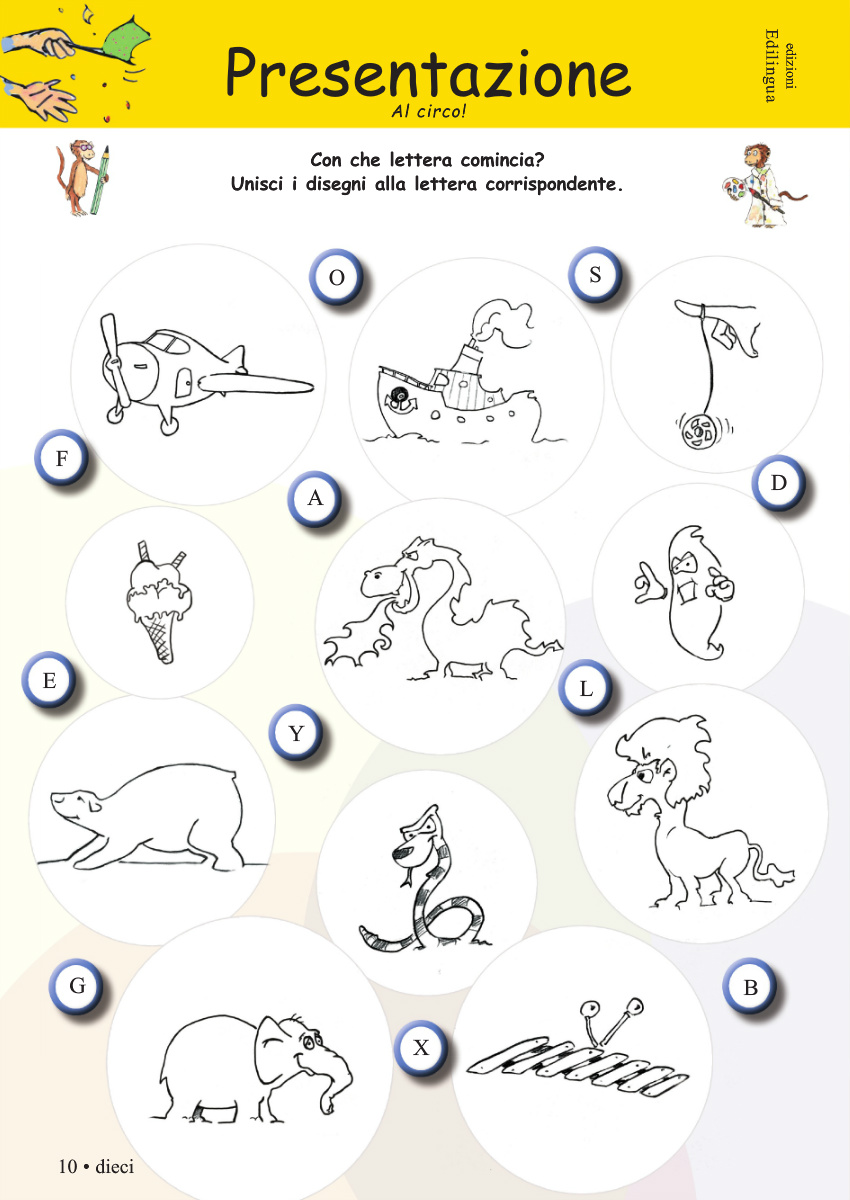 Presentazione
Al circo!
edizioni
Edilingua
Con che lettera comincia?
Unisci i disegni alla lettera corrispondente.
O
S
F
A
D
E
Y
L
G
X
B
10 • dieci